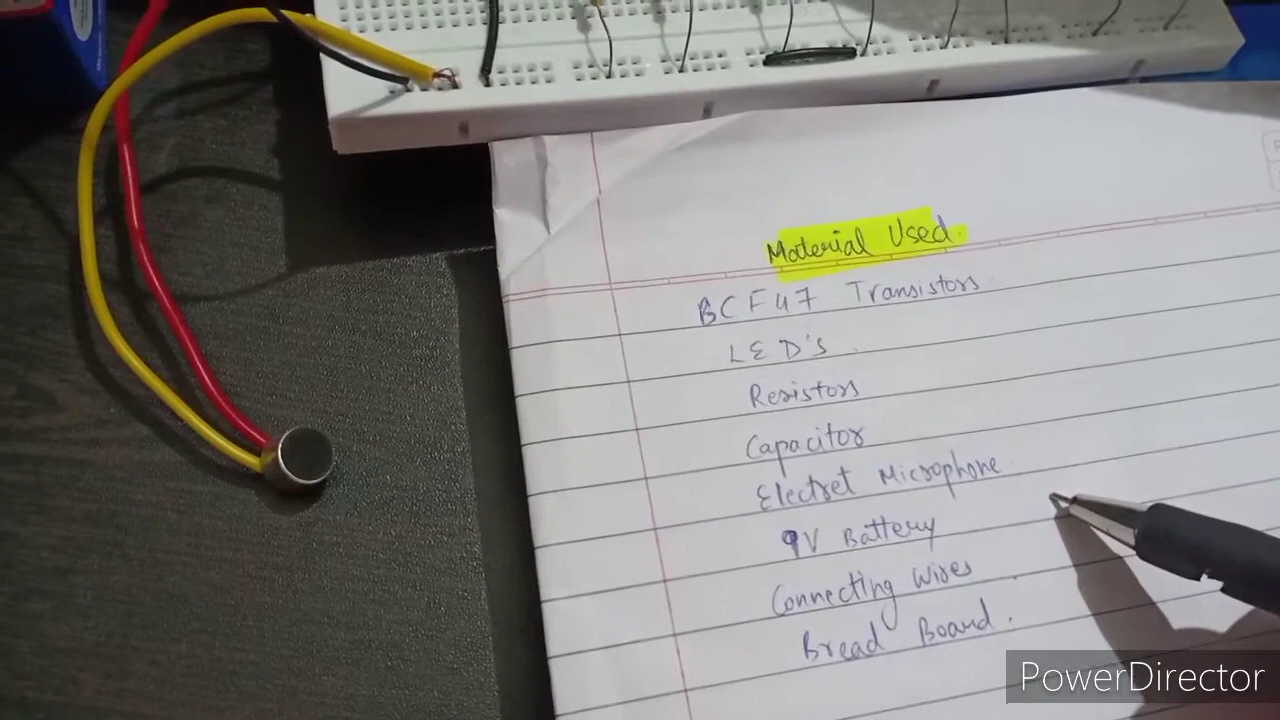 Material Used.
BCF47 Transistors.
LED's.
Resistors
Capacitor
Electret Microphone
9V Battery
Connecting Wires
Bread Board.
PowerDirector